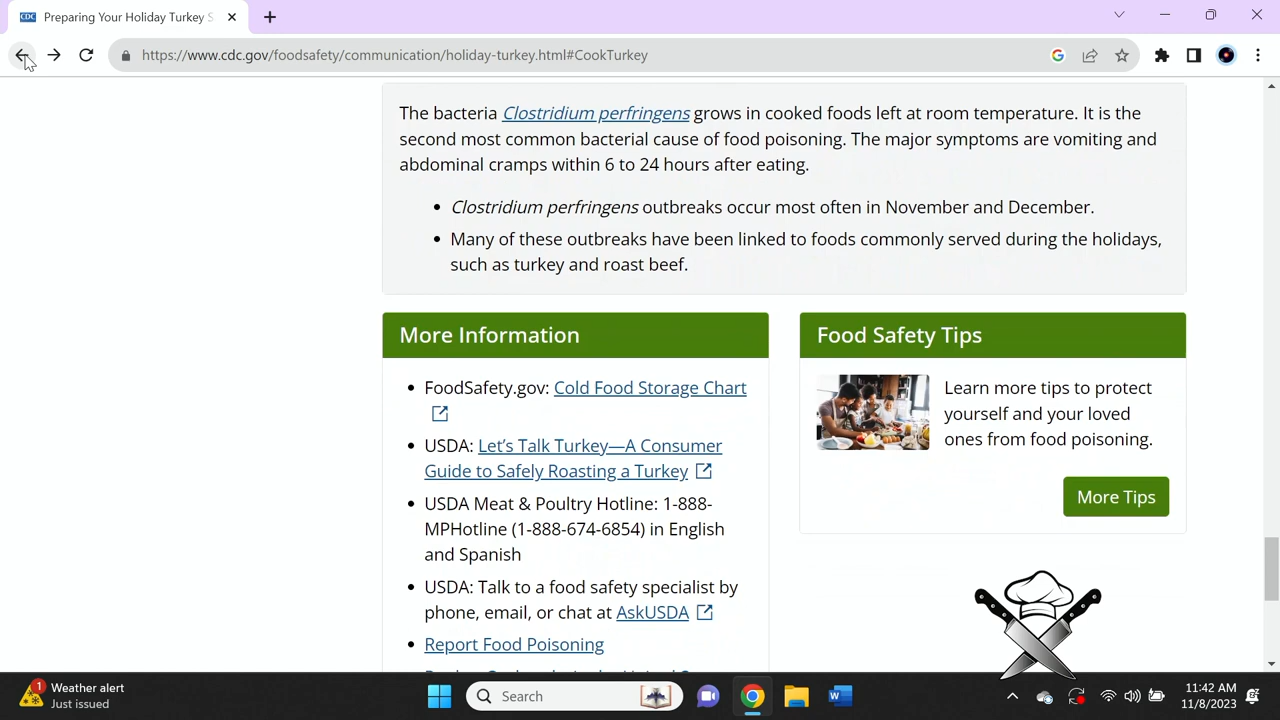 CDC
Preparing Your Holiday Turkey S
https://www.cdc.gov/foodsafety/communication/holiday-turkey.html#CookTurkey
The bacteria Clostridium perfringens grows in cooked foods left at room temperature. It is the
second most common bacterial cause of food poisoning. The major symptoms are vomiting and
abdominal cramps within 6 to 24 hours after eating.
• Clostridium perfringens outbreaks occur most often in November and December.
• Many of these outbreaks have been linked to foods commonly served during the holidays,
such as turkey and roast beef.
More Information
• FoodSafety.gov: Cold Food Storage Chart
• USDA: Let’s Talk Turkey—A Consumer
Guide to Safely Roasting a Turkey
• USDA Meat & Poultry Hotline: 1-888-
MPHotline (1-888-674-6854) in English
and Spanish
• USDA: Talk to a food safety specialist by
phone, email, or chat at AskUSDA
• Report Food Poisoning
Food Safety Tips
Learn more tips to protect
yourself and your loved
ones from food poisoning.
More Tips
1
Weather alert
Just issued
Search
W
11:42 AM
11/8/2023